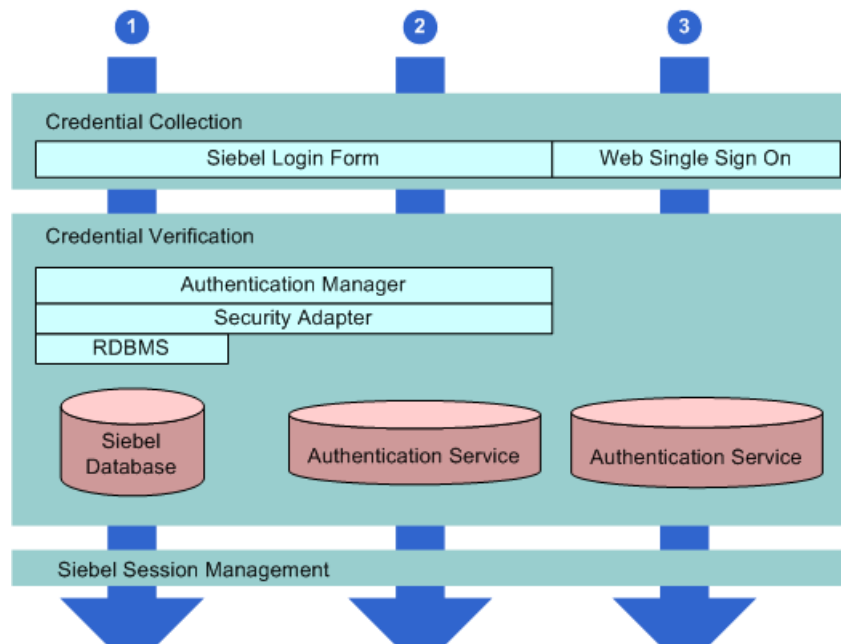 1 2 3
Credential Collection
Siebel Login Form Web Single Sign On
Credential Verification
Authentication Manager
Security Adapter
RDBMS
Siebel
Database
Authentication Service
Authentication Service
Siebel Session Management